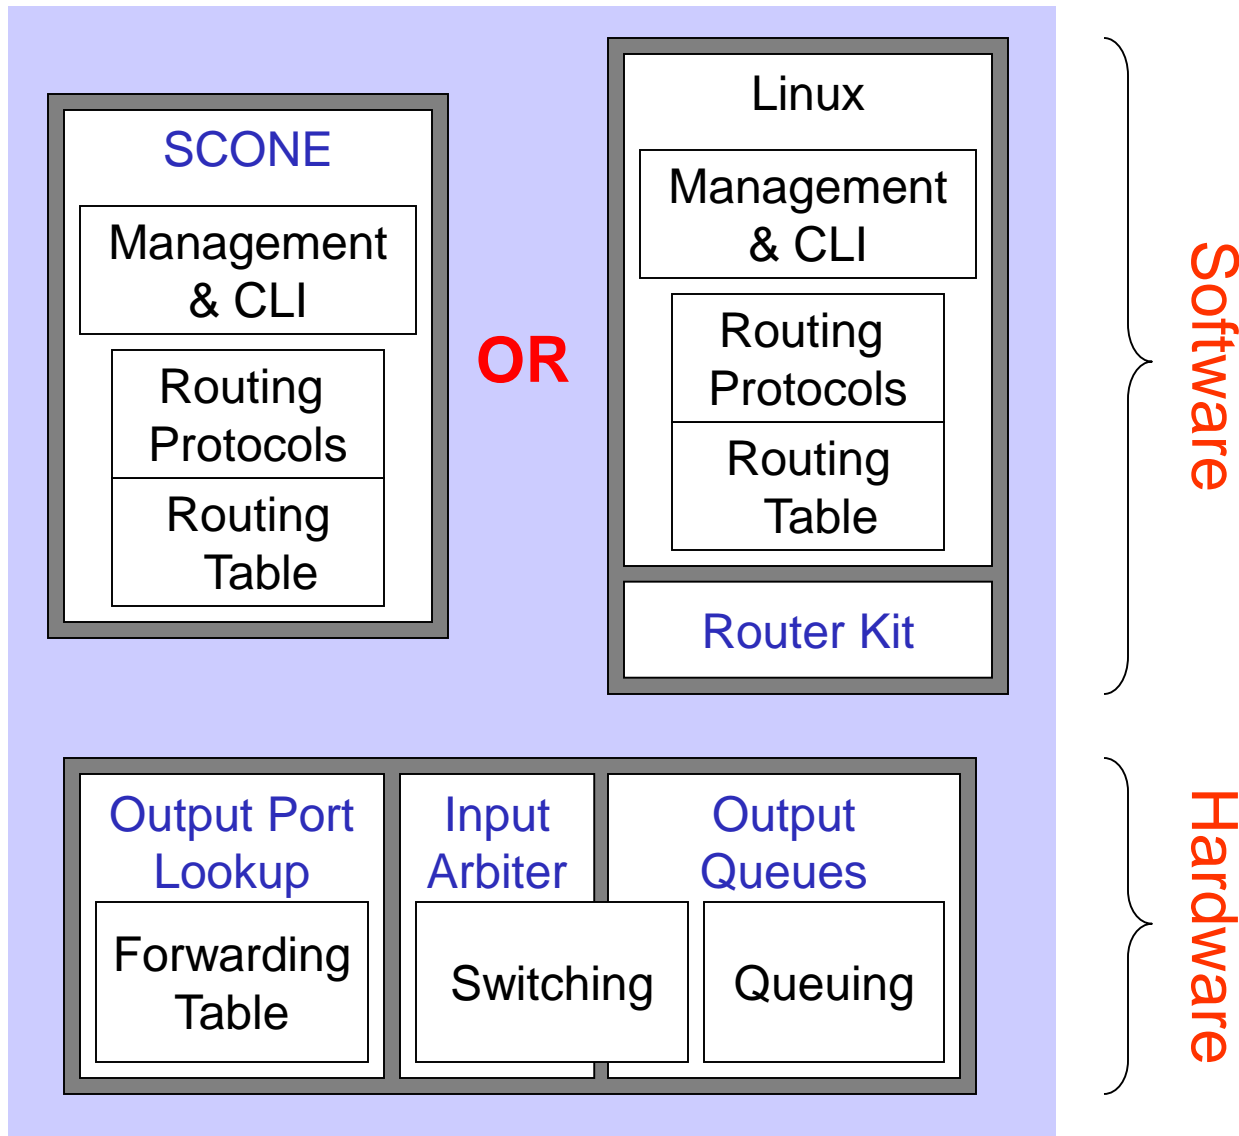 SCONE
Management
& CLI
Routing
Protocols
Routing
Table
OR
Linux
Management
& CLI
Routing
Protocols
Routing
Table
Router Kit
Software
Output Port
Lookup
Forwarding
Table
Input
Arbiter
Switching
Output
Queues
Queuing
Hardware